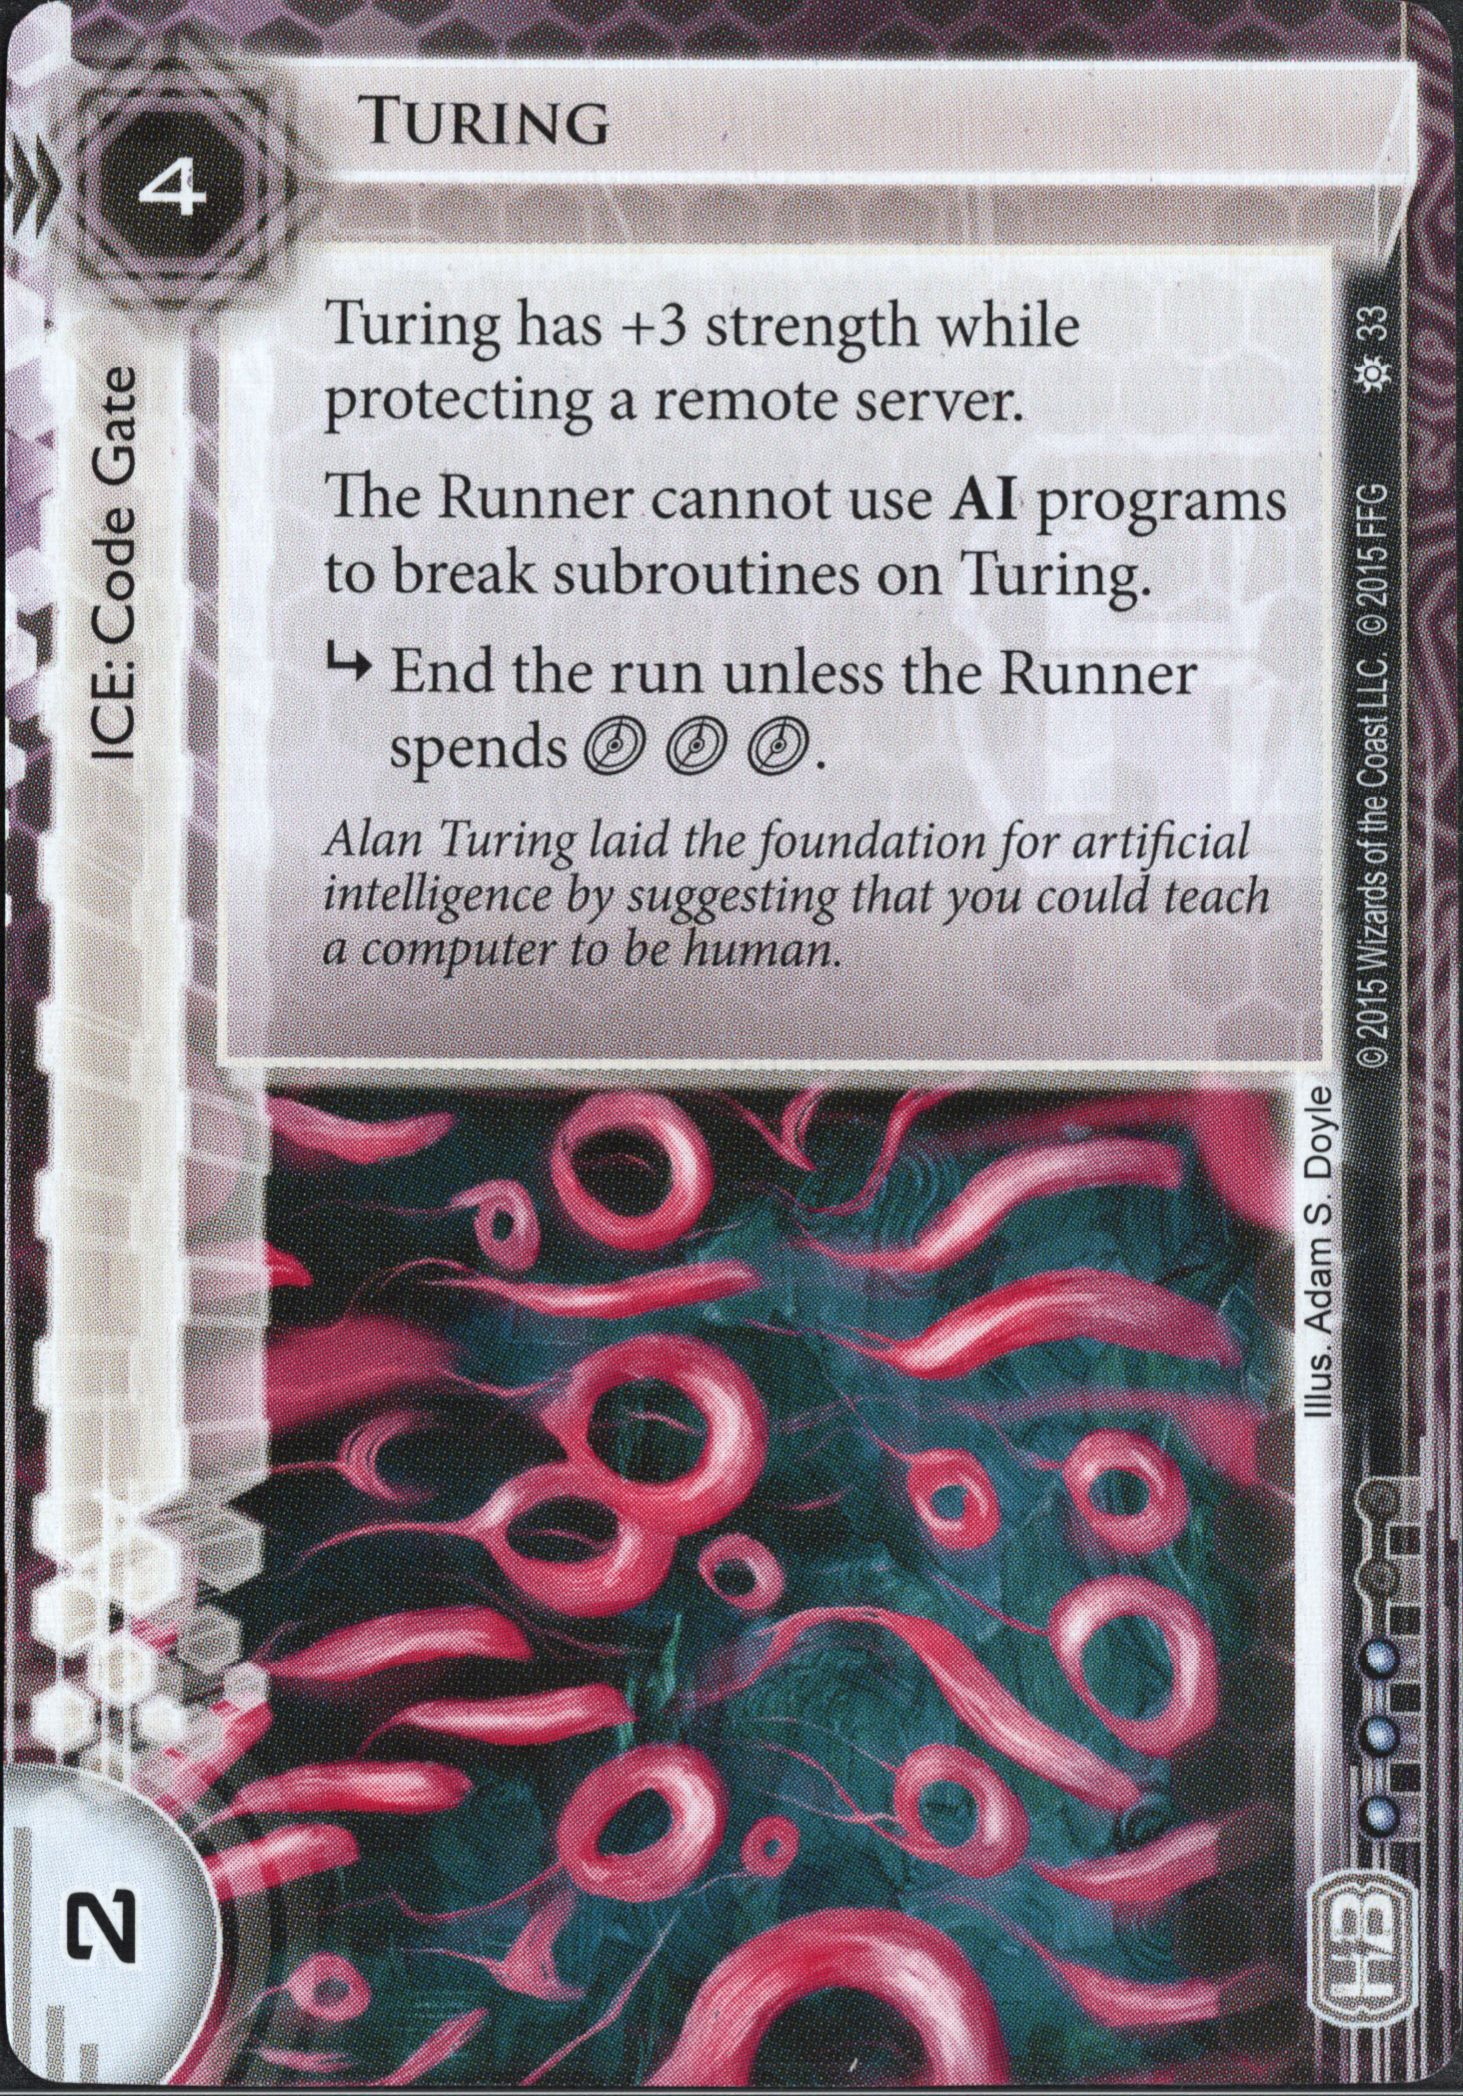 4
TURING
Turing has +3 strength while
protecting a remote server.
The Runner cannot use AI programs
to break subroutines on Turing.
End the run unless the Runner
spends
.
Alan Turing laid the foundation for artificial
intelligence by suggesting that you could teach
a computer to be human.
ICE: Code Gate
2
Illus. Adam S. Doyle
© 2015 Wizards of the Coast LLC. © 2015 FFG
33
HB